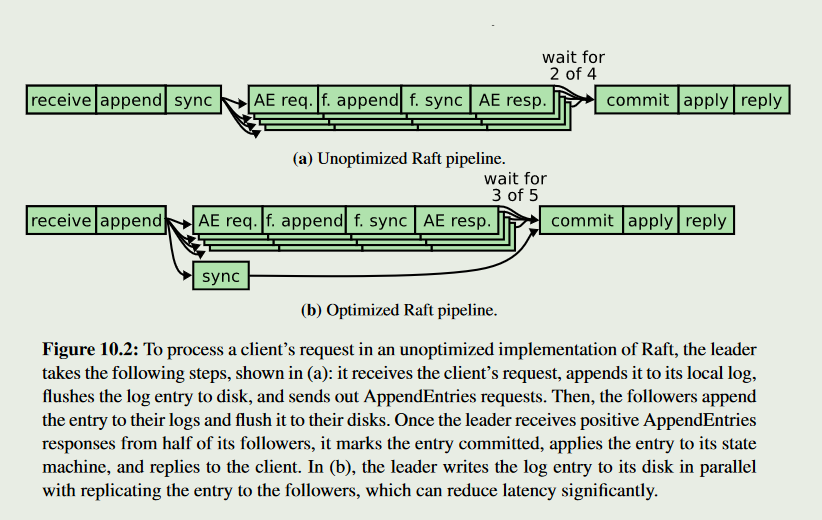 wait for
2 of 4
receive append sync AE req. f. append f. sync AE resp. commit apply reply
(a) Unoptimized Raft pipeline.
wait for
3 of 5
receive append AE req. f. append f. sync AE resp. commit apply reply
sync
(b) Optimized Raft pipeline.
Figure 10.2: To process a client's request in an unoptimized implementation of Raft, the leader
takes the following steps, shown in (a): it receives the client's request, appends it to its local log,
flushes the log entry to disk, and sends out AppendEntries requests. Then, the followers append
the entry to their logs and flush it to their disks. Once the leader receives positive AppendEntries
responses from half of its followers, it marks the entry committed, applies the entry to its state
machine, and replies to the client. In (b), the leader writes the log entry to its disk in parallel
with replicating the entry to the followers, which can reduce latency significantly.